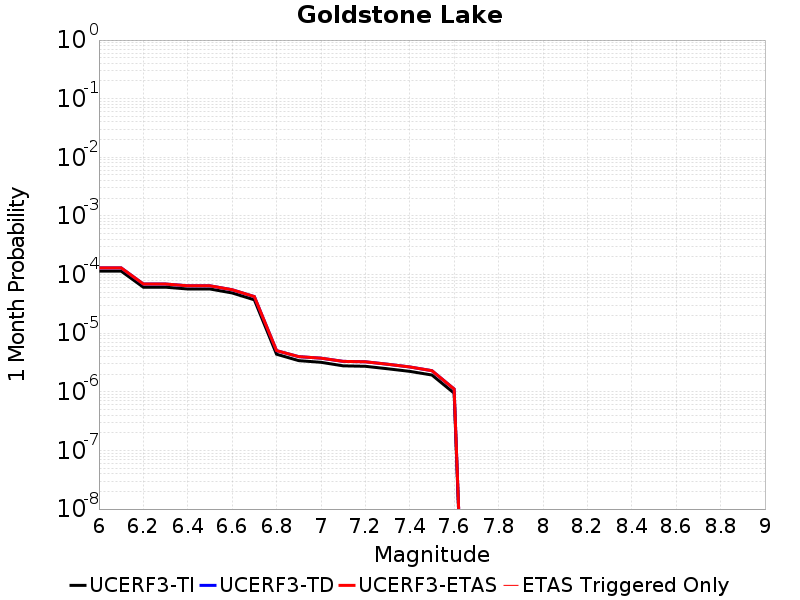 Goldstone Lake
1 Month Probability
10^0
10^-1
10^-2
10^-3
10^-4
10^-5
10^-6
10^-7
10^-8
6 6.2 6.4 6.6 6.8 7 7.2 7.4 7.6 7.8 8 8.2 8.4 8.6 8.8 9
Magnitude
UCERF3-TI UCERF3-TD UCERF3-ETAS ETAS Triggered Only